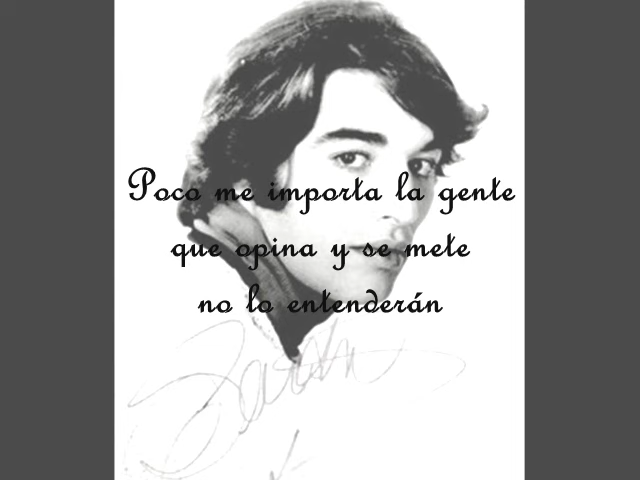 Poco me importa la gente
que opina y se mete
no lo entenderán